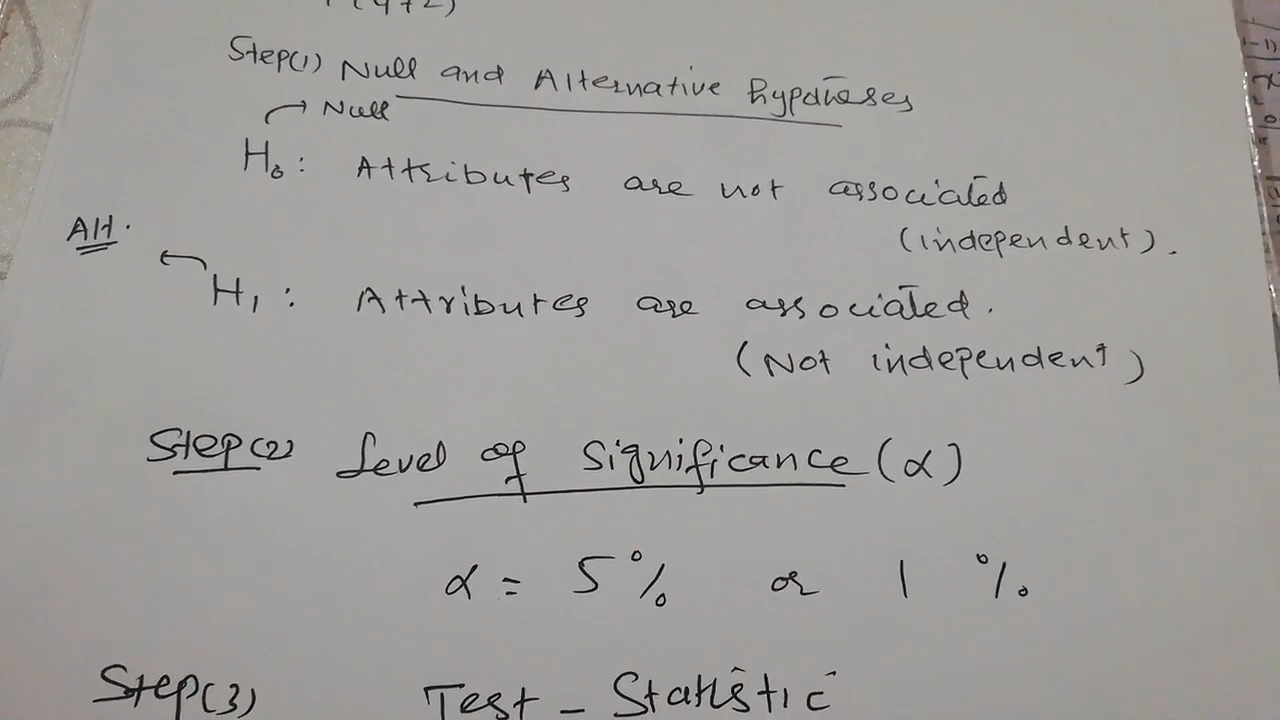 Step(1) Null and Alternative hypotheses
→ Null
H₀: Attributes are not associated
(independent).
AH.
H₁: Attributes are associated.
(Not independent)
Step(2) Level of Significance (α)
α = 5% or 1 %
Step(3) Test - Statistic